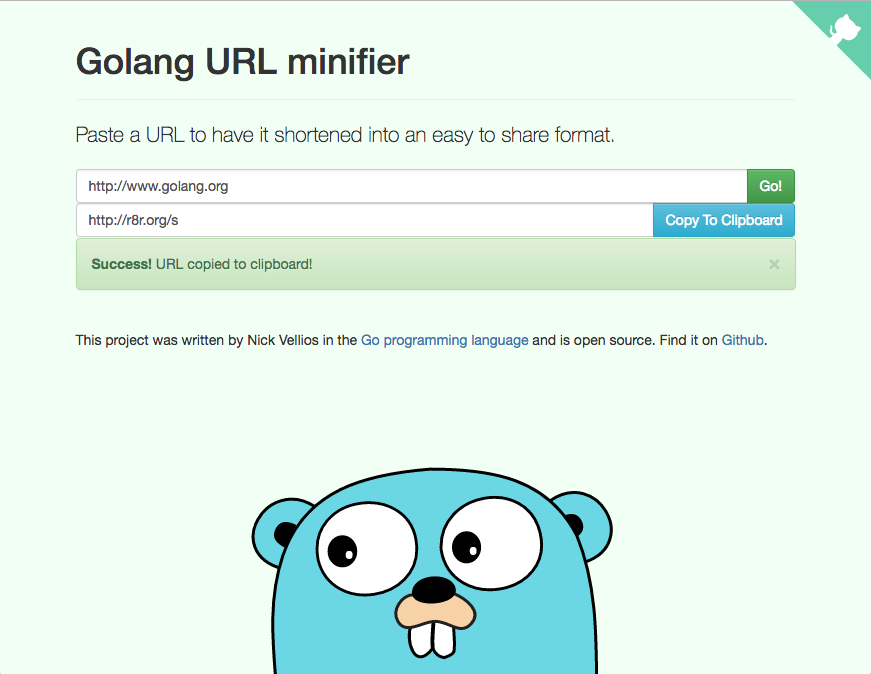 Golang URL minifier
Paste a URL to have it shortened into an easy to share format.
http://www.golang.org Go!
http://r8r.org/s Copy To Clipboard
Success! URL copied to clipboard! ×
This project was written by Nick Vellios in the Go programming language and is open source. Find it on Github.